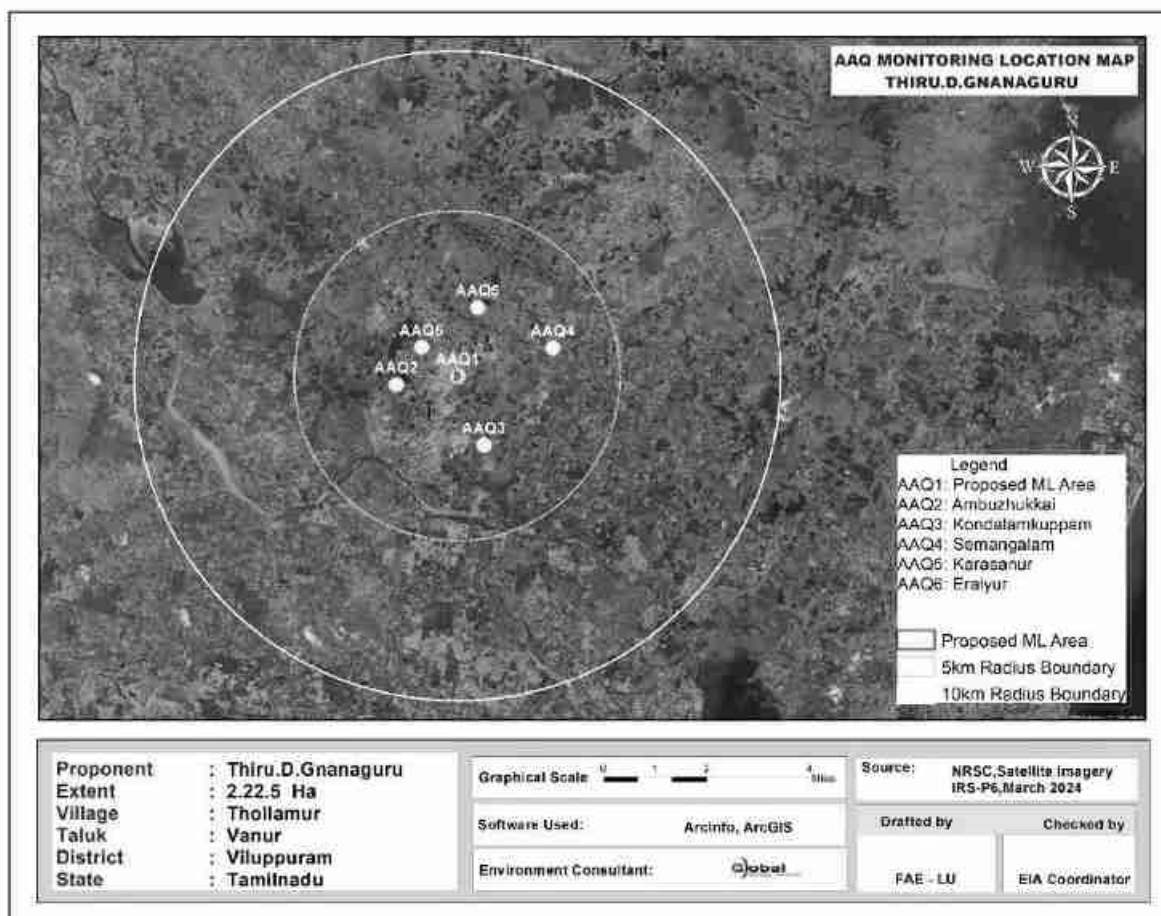 AAQ MONITORING LOCATION MAP
THIRU.D.GNANAGURU
N
W E
S
AAQ6
AAQ5 AAQ4
AAQ1
AAQ2
AAQ3
Legend
AAQ1: Proposed ML Area
AAQ2: Ambuzhukkai
AAQ3: Kondalamkuppam
AAQ4: Semangalam
AAQ5: Karasanur
AAQ6: Eraiyur
Proposed ML Area
5km Radius Boundary
10km Radius Boundary
Proponent : Thiru.D.Gnanaguru
Extent : 2.22.5 Ha
Village : Thollamur
Taluk : Vanur
District : Viluppuram
State : Tamilnadu
Graphical Scale 0 1 2 4
Miles
Software Used: Arcinfo, ArcGIS
Environment Consultant: Global
Source: NRSC,Satellite Imagery
IRS-P6,March 2024
Drafted by Checked by
FAE - LU EIA Coordinator